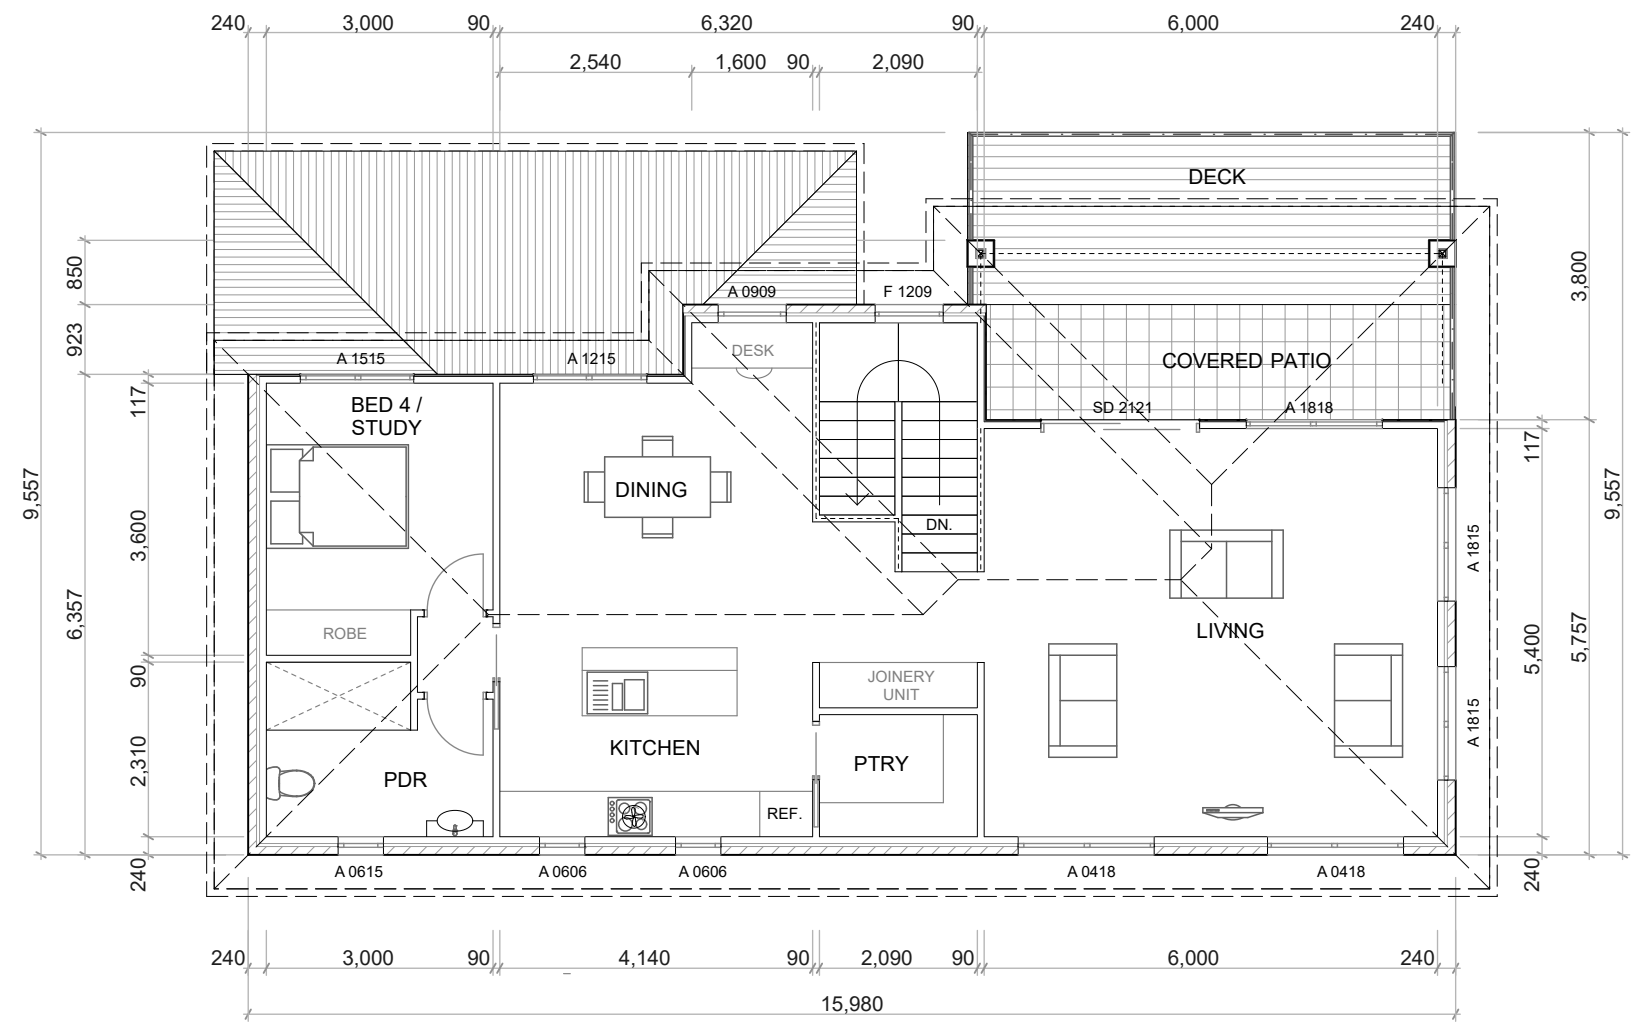 240 3,000 90 6,320 90 6,000 240
2,540 1,600 90 2,090
DECK
850
3,800
A 0909 F 1209
923
A 1515 A 1215 DESK COVERED PATIO
117
BED 4 /
STUDY
SD 2121 A 1818
117
9,557
DINING
9,557
3,600
DN.
A 1815
6,357
ROBE
LIVING
5,400
5,757
90
JOINERY
UNIT
A 1815
KITCHEN
2,310
PDR
PTRY
REF.
240
A 0615 A 0606 A 0606 A 0418 A 0418
240
240 3,000 90 4,140 90 2,090 90 6,000 240
15,980